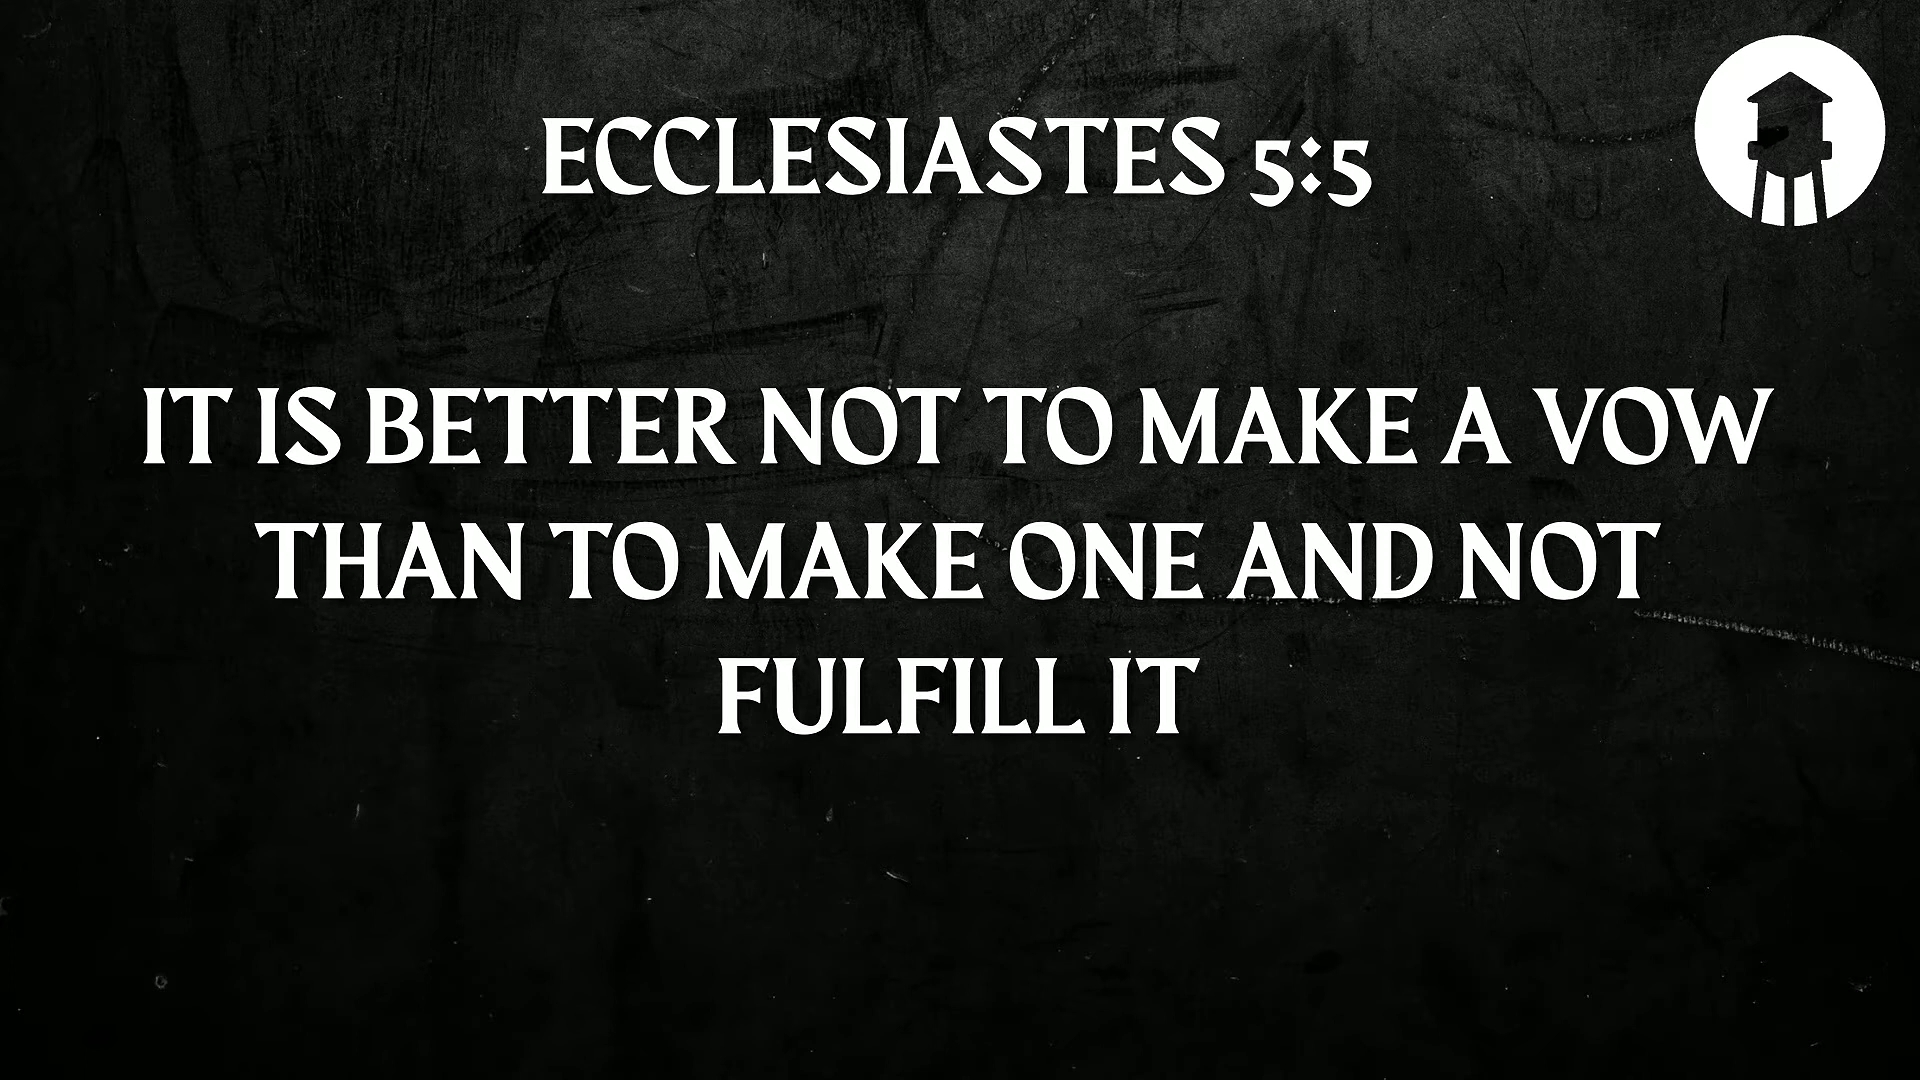 ECCLESIASTES 5:5
IT IS BETTER NOT TO MAKE A VOW
THAN TO MAKE ONE AND NOT
FULFILL IT